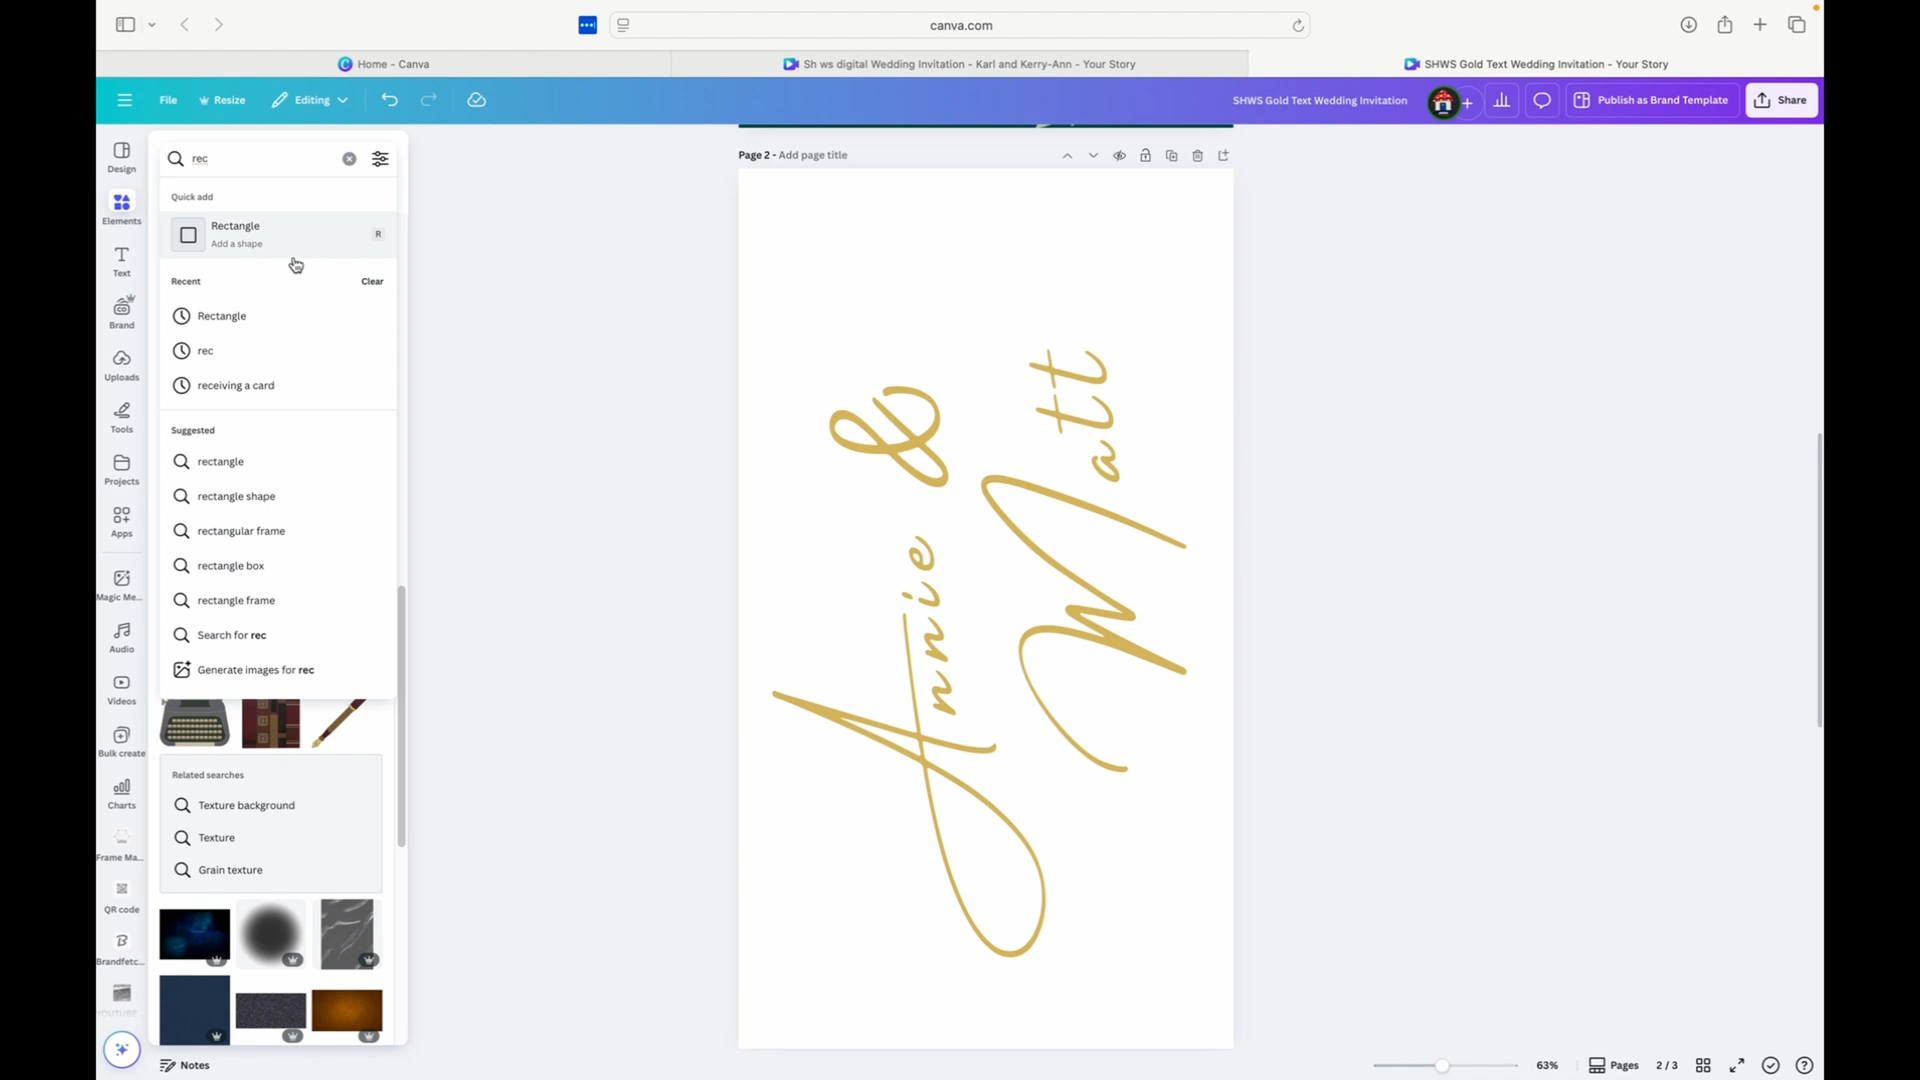 canva.com
Home - Canva
Sh ws digital Wedding Invitation - Karl and Kerry-Ann - Your Story
SHWS Gold Text Wedding Invitation - Your Story
File
Resize
Editing
SHWS Gold Text Wedding Invitation
Publish as Brand Template
Share
Design
Elements
Text
Brand
Uploads
Tools
Projects
Apps
Magic Me...
Audio
Videos
Bulk create
Charts
Frame Ma...
QR code
Brandfetc...
YOUTUBE
rec
Quick add
Rectangle
Add a shape
R
Recent
Clear
Rectangle
rec
receiving a card
Suggested
rectangle
rectangle shape
rectangular frame
rectangle box
rectangle frame
Search for rec
Generate images for rec
Related searches
Texture background
Texture
Grain texture
Page 2 - Add page title
Annie &
Matt
Notes
63%
Pages
2 / 3